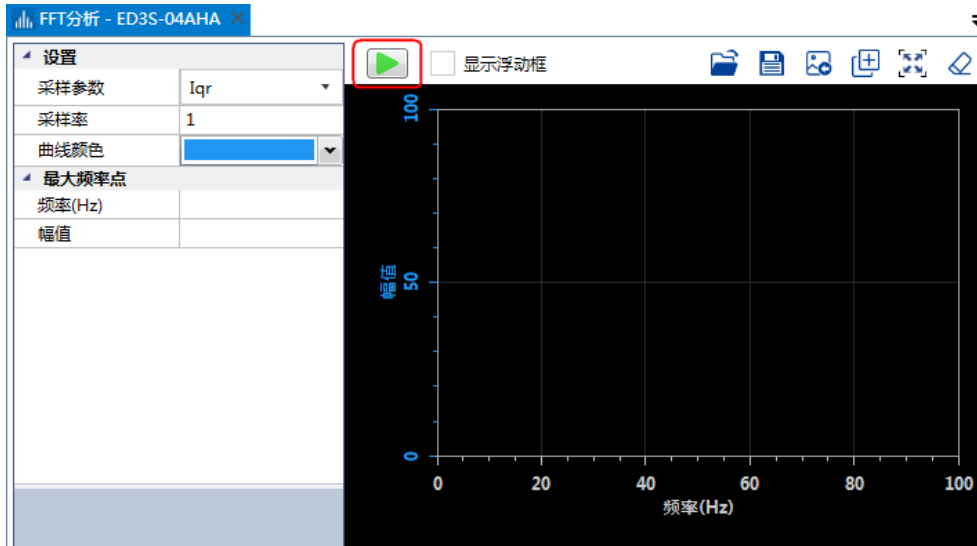 FFT分析 - ED3S-04AHA
设置
采样参数 Iqr
采样率 1
曲线颜色
最大频率点
频率(Hz)
幅值
显示浮动框
100
50
0
幅值
0 20 40 60 80 100
频率(Hz)